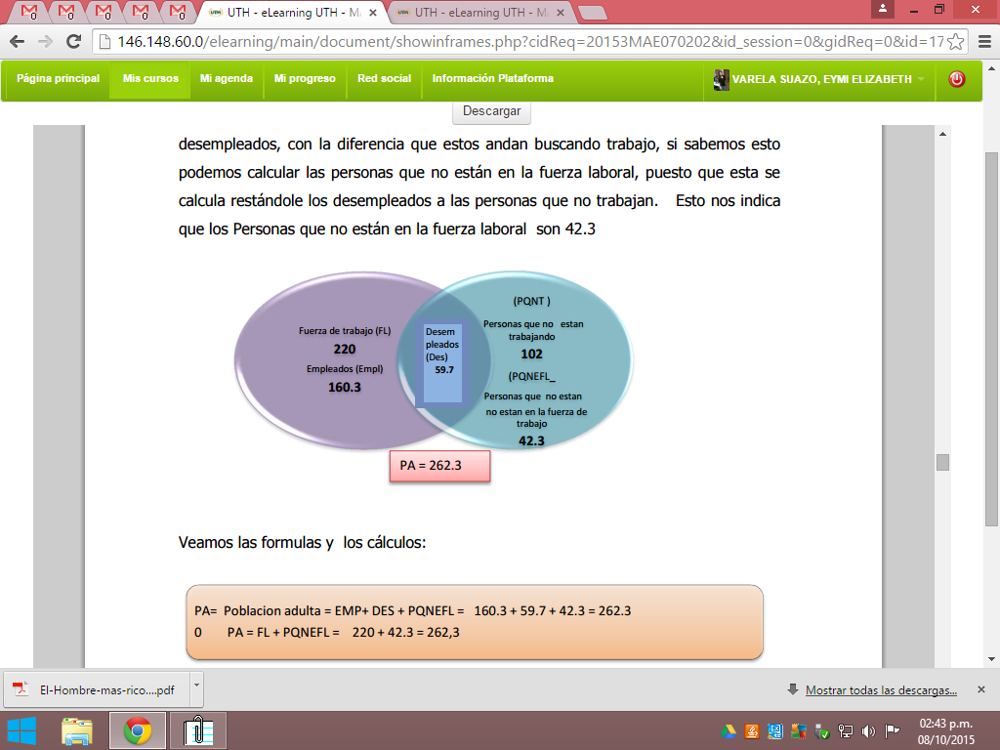 UTH - eLearning UTH - MA
UTH - eLearning UTH - MA
146.148.60.0/elearning/main/document/showinframes.php?cidReq=20153MAE070202&id_session=0&gidReq=0&id=17
Página principal
Mis cursos
Mi agenda
Mi progreso
Red social
Información Plataforma
VARELA SUAZO, EYMI ELIZABETH
Descargar
desempleados, con la diferencia que estos andan buscando trabajo, si sabemos esto
podemos calcular las personas que no están en la fuerza laboral, puesto que esta se
calcula restándole los desempleados a las personas que no trabajan. Esto nos indica
que los Personas que no están en la fuerza laboral son 42.3
Fuerza de trabajo (FL)
220
Empleados (Empl)
160.3
Desem
pleados
(Des)
59.7
(PQNT )
Personas que no estan
trabajando
102
(PQNEFL_
Personas que no estan
no estan en la fuerza de
trabajo
42.3
PA = 262.3
Veamos las formulas y los cálculos:
PA= Poblacion adulta = EMP+ DES + PQNEFL = 160.3 + 59.7 + 42.3 = 262.3
0 PA = FL + PQNEFL = 220 + 42.3 = 262,3
El-Hombre-mas-rico....pdf
Mostrar todas las descargas...
02:43 p.m.
08/10/2015